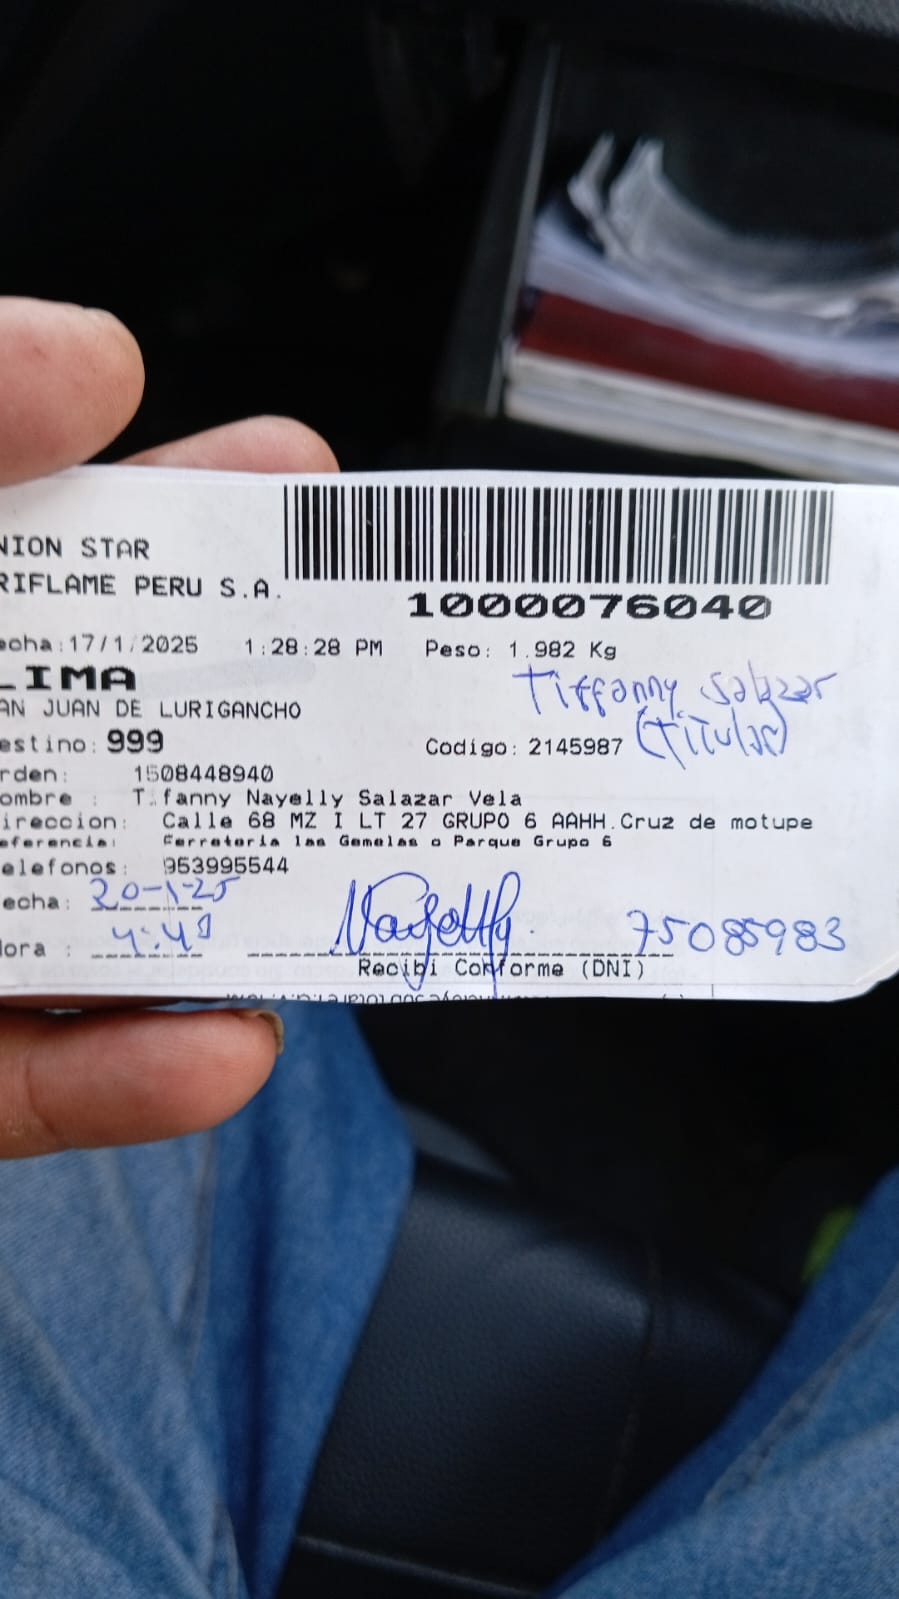 NION STAR
RIFLAME PERU S.A.
1000076040
echa:17/1/2025 1:28:28 PM Peso: 1.982 Kg
LIMA
Tiffanny Salazar
AN JUAN DE LURIGANCHO
(Titular)
estino: 999 Codigo: 2145987
rden: 1508448940
ombre : T.fanny Nayelly Salazar Vela
ireccion: Calle 68 MZ I LT 27 GRUPO 6 AAHH.Cruz de motupe
eferencia: Ferreteria las Gemelas o Parque Grupo 6
elefonos: 953995544
echa: 20-1-25
ora : Nayelly 75085983
Recibi Conforme (DNI)